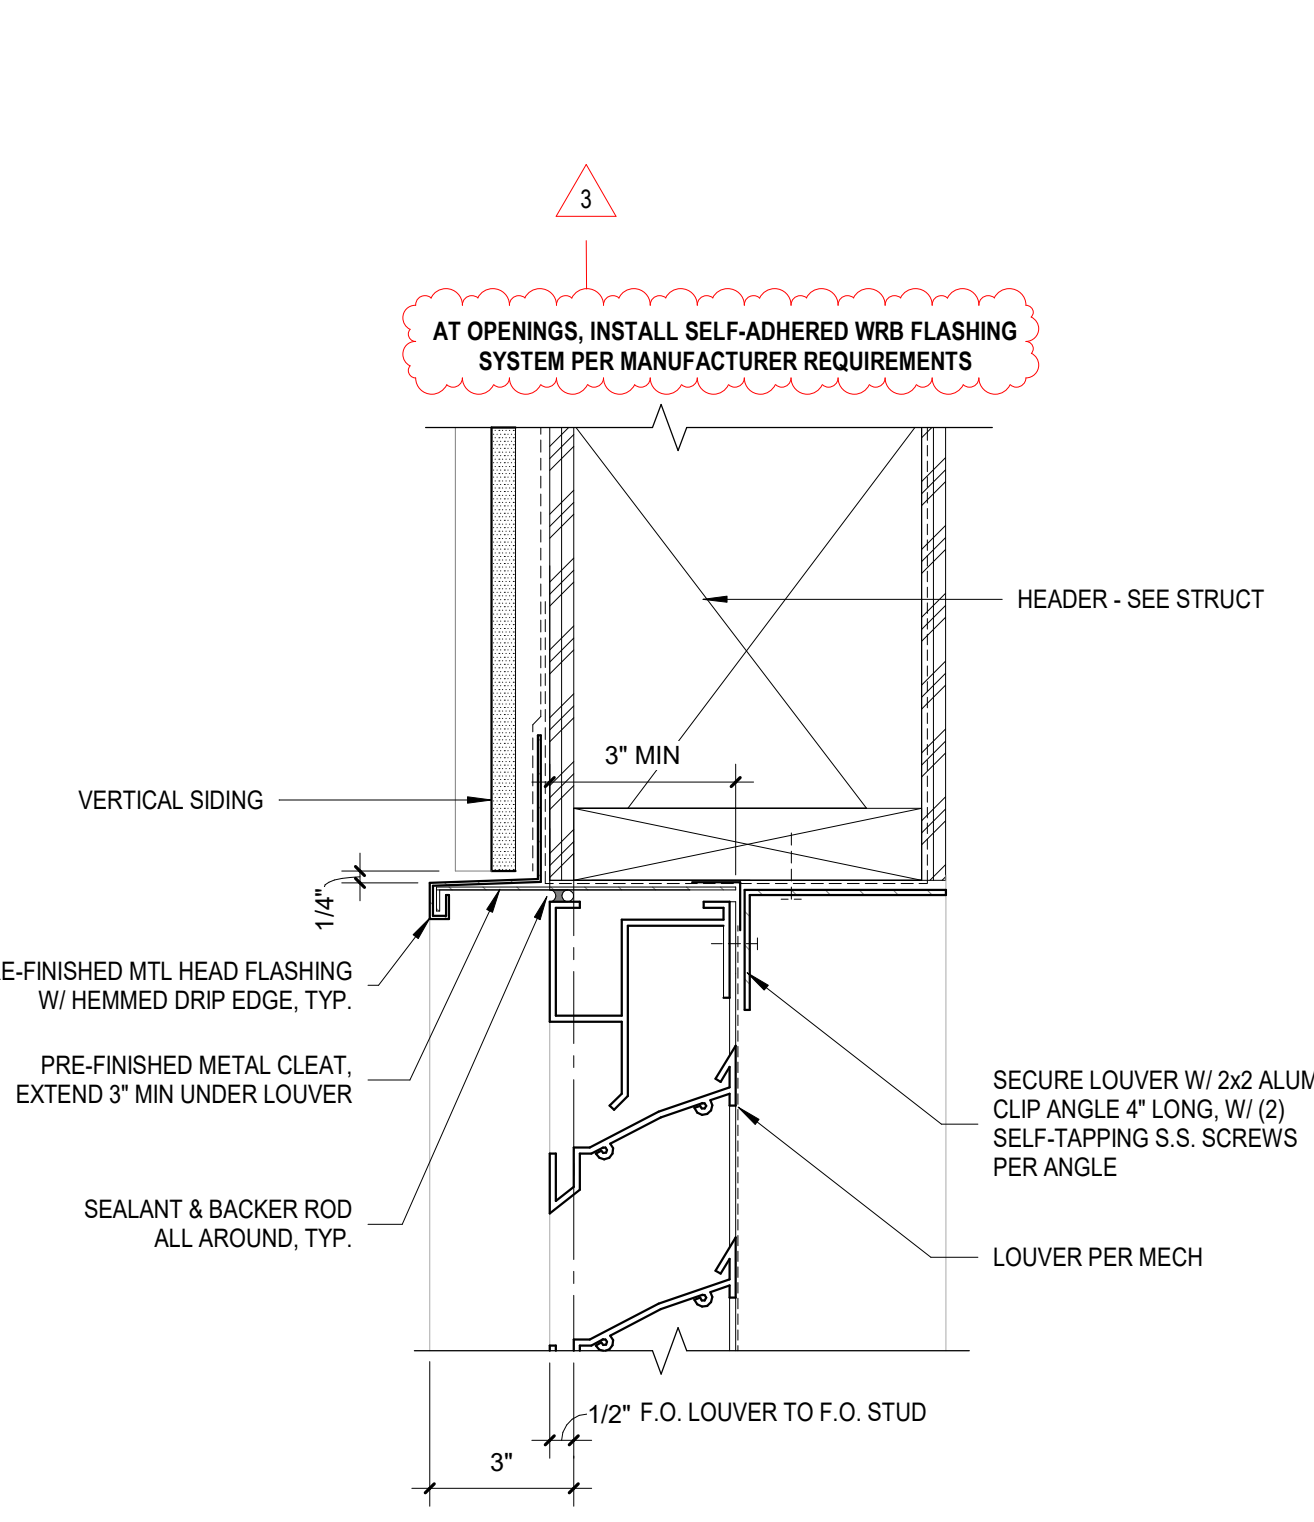 3
AT OPENINGS, INSTALL SELF-ADHERED WRB FLASHING
SYSTEM PER MANUFACTURER REQUIREMENTS
HEADER - SEE STRUCT
3" MIN
VERTICAL SIDING
1/4"
E-FINISHED MTL HEAD FLASHING
W/ HEMMED DRIP EDGE, TYP.
PRE-FINISHED METAL CLEAT,
EXTEND 3" MIN UNDER LOUVER
SECURE LOUVER W/ 2x2 ALUM
CLIP ANGLE 4" LONG, W/ (2)
SELF-TAPPING S.S. SCREWS
PER ANGLE
SEALANT & BACKER ROD
ALL AROUND, TYP.
LOUVER PER MECH
1/2" F.O. LOUVER TO F.O. STUD
3"